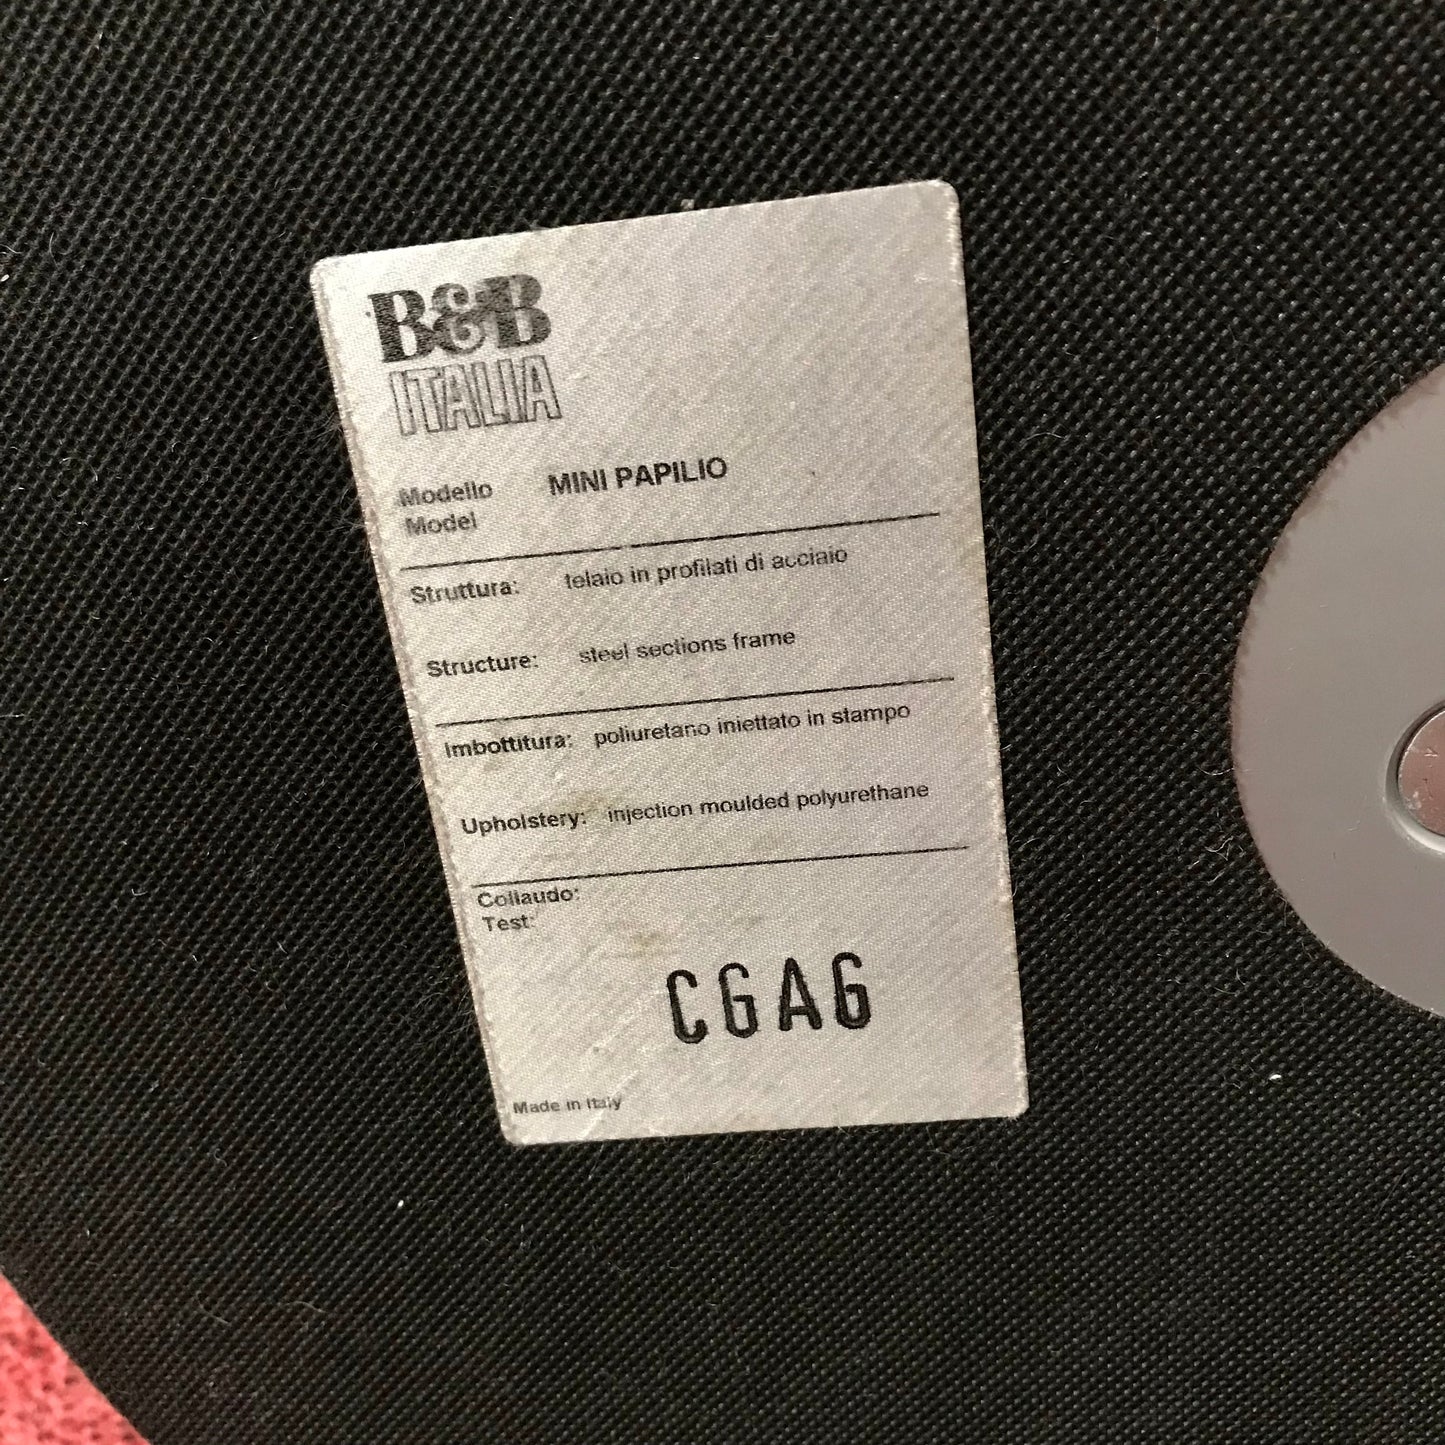 B&B
ITALIA
Modello MINI PAPILIO
Model
Struttura: telaio in profilati di acciaio
Structure: steel sections frame
Imbottitura: poliuretano iniettato in stampo
Upholstery: injection moulded polyurethane
Collaudo:
Test:
CGAG
Made in Italy